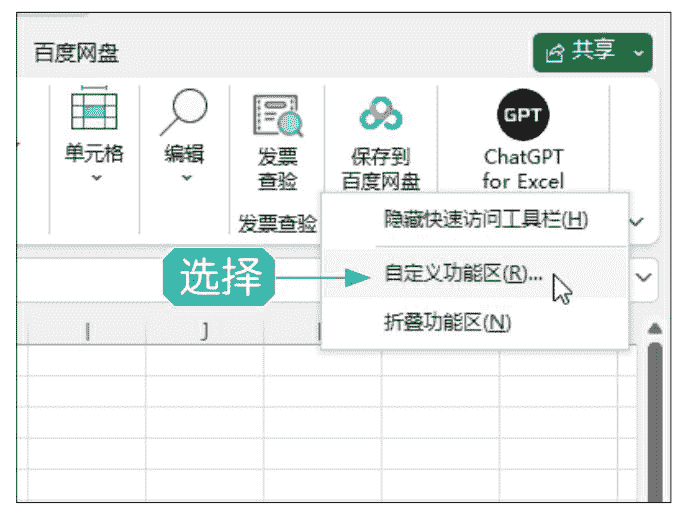 百度网盘
共享
GPT
单元格
编辑
发票
查验
保存到
百度网盘
ChatGPT
for Excel
发票查验
隐藏快速访问工具栏(H)
自定义功能区(R)...
折叠功能区(N)
选择
I
J